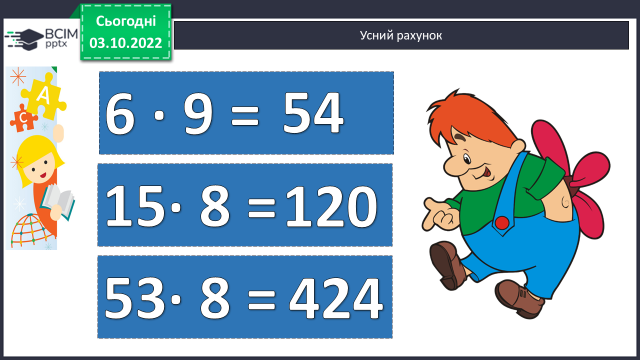 Сьогодні
03.10.2022
ВСІМ
pptx
Усний рахунок
А
С
6 · 9 = 54
15· 8 =120
53· 8 = 424